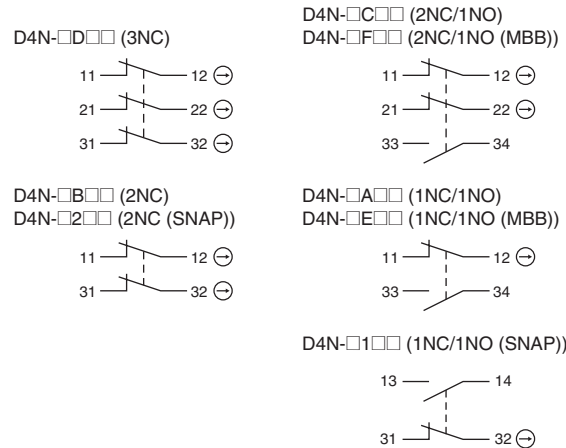 D4N-□D□□ (3NC)
11 12
21 22
31 32
D4N-□C□□ (2NC/1NO)
D4N-□F□□ (2NC/1NO (MBB))
11 12
21 22
33 34
D4N-□B□□ (2NC)
D4N-□2□□ (2NC (SNAP))
11 12
31 32
D4N-□A□□ (1NC/1NO)
D4N-□E□□ (1NC/1NO (MBB))
11 12
33 34
D4N-□1□□ (1NC/1NO (SNAP))
13 14
31 32